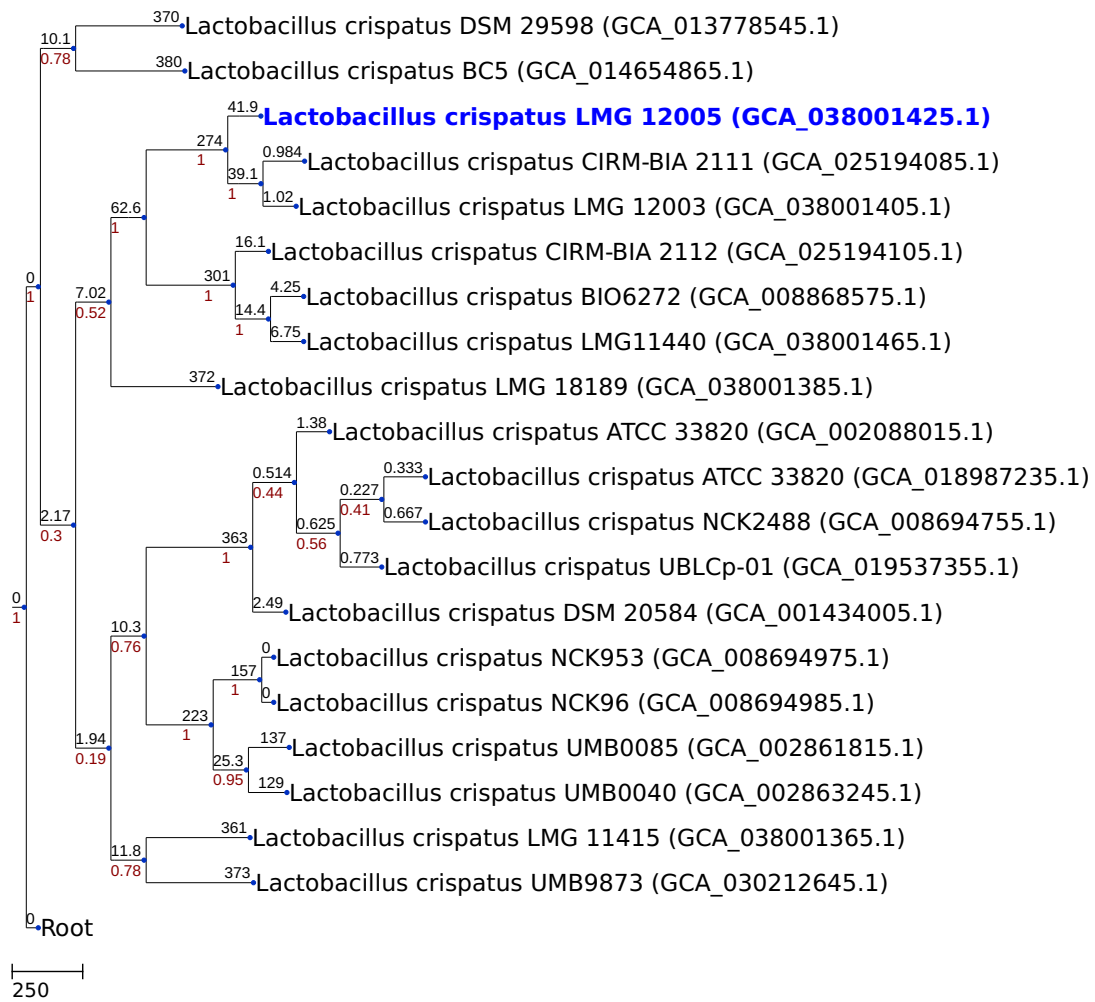 370
Lactobacillus crispatus DSM 29598 (GCA_013778545.1)
10.1
0.78
380
Lactobacillus crispatus BC5 (GCA_014654865.1)
41.9
Lactobacillus crispatus LMG 12005 (GCA_038001425.1)
274
1
0.984
Lactobacillus crispatus CIRM-BIA 2111 (GCA_025194085.1)
39.1
1
1.02
Lactobacillus crispatus LMG 12003 (GCA_038001405.1)
62.6
1
16.1
Lactobacillus crispatus CIRM-BIA 2112 (GCA_025194105.1)
301
1
4.25
Lactobacillus crispatus BIO6272 (GCA_008868575.1)
14.4
1
6.75
Lactobacillus crispatus LMG11440 (GCA_038001465.1)
0
1
7.02
0.52
372
Lactobacillus crispatus LMG 18189 (GCA_038001385.1)
1.38
Lactobacillus crispatus ATCC 33820 (GCA_002088015.1)
0.514
0.44
0.333
Lactobacillus crispatus ATCC 33820 (GCA_018987235.1)
0.227
0.41
0.667
Lactobacillus crispatus NCK2488 (GCA_008694755.1)
0.625
0.56
0.773
Lactobacillus crispatus UBLCp-01 (GCA_019537355.1)
2.17
0.3
363
1
2.49
Lactobacillus crispatus DSM 20584 (GCA_001434005.1)
0
1
10.3
0.76
0
Lactobacillus crispatus NCK953 (GCA_008694975.1)
157
1
0
Lactobacillus crispatus NCK96 (GCA_008694985.1)
223
1
137
Lactobacillus crispatus UMB0085 (GCA_002861815.1)
1.94
0.19
25.3
0.95
129
Lactobacillus crispatus UMB0040 (GCA_002863245.1)
361
Lactobacillus crispatus LMG 11415 (GCA_038001365.1)
11.8
0.78
373
Lactobacillus crispatus UMB9873 (GCA_030212645.1)
0
Root
250